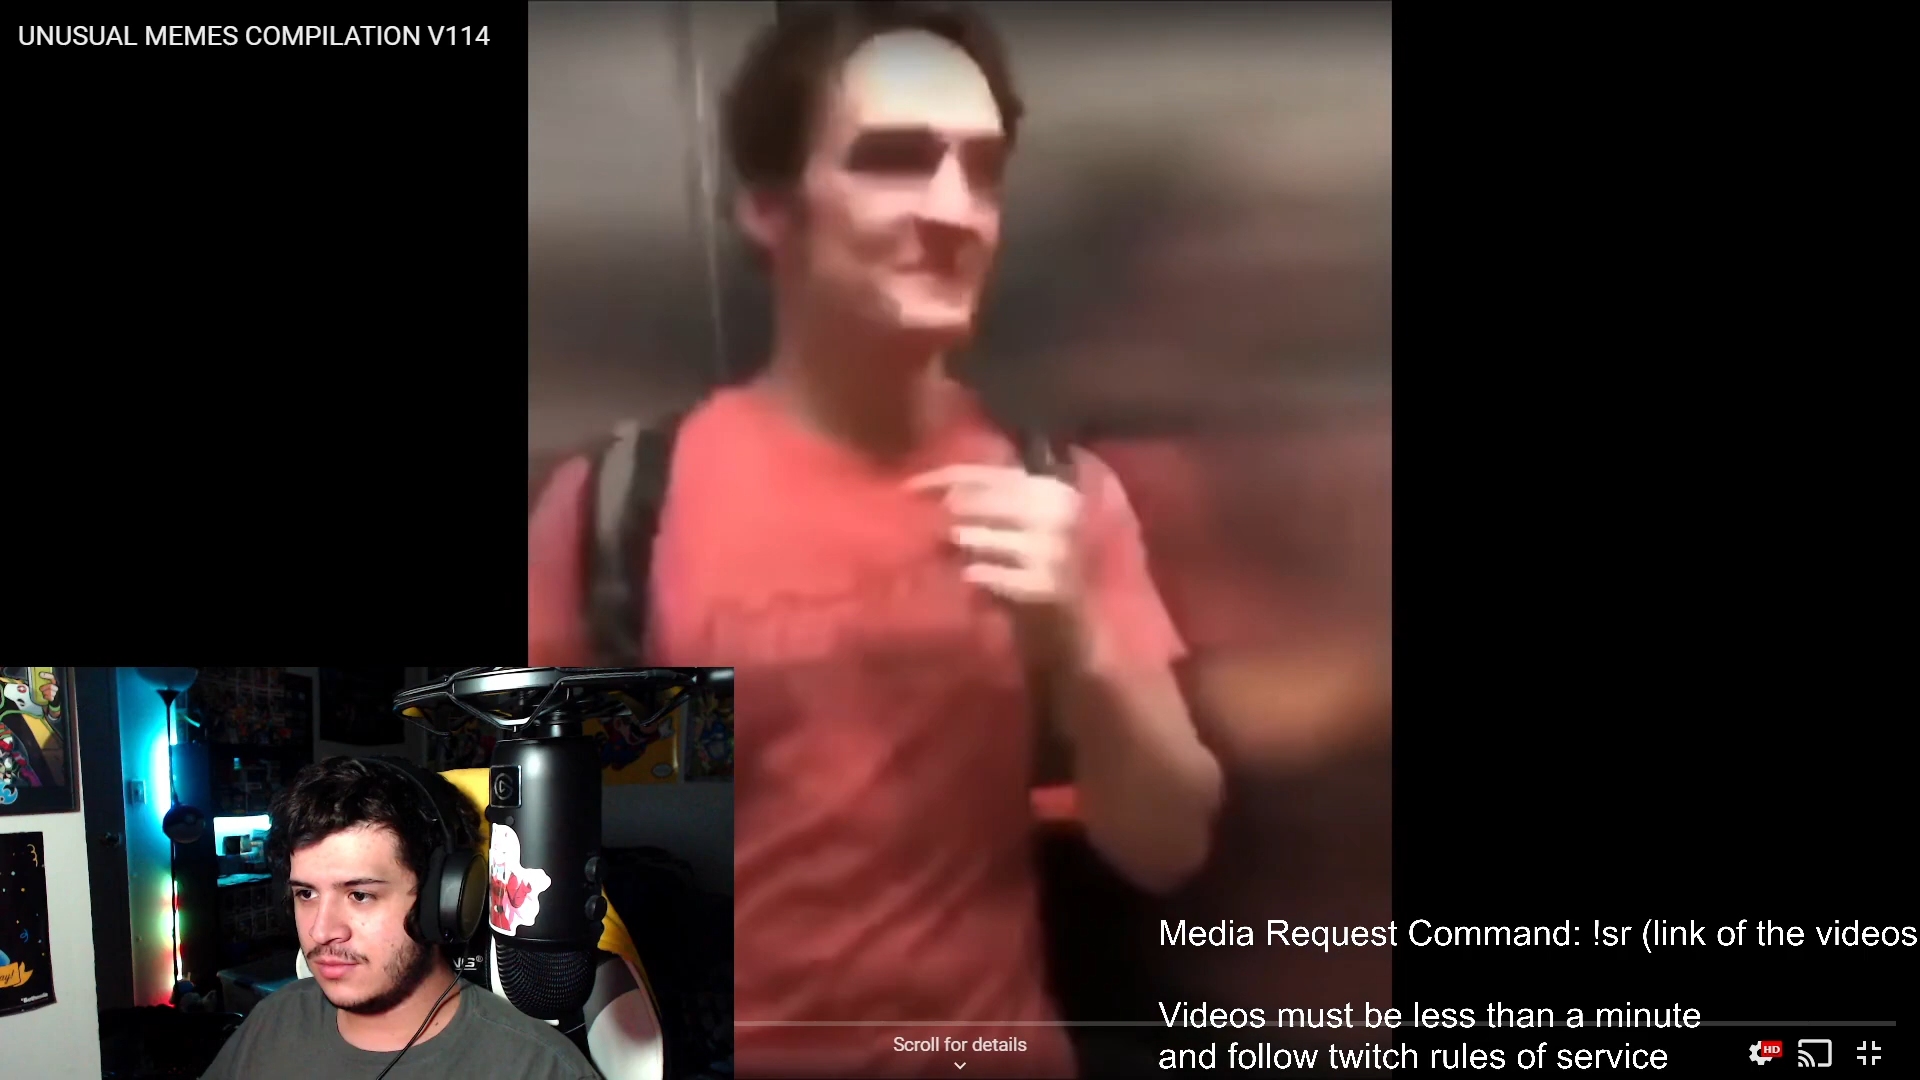 UNUSUAL MEMES COMPILATION V114
Media Request Command: !sr (link of the videos
Videos must be less than a minute
and follow twitch rules of service
Scroll for details
HD